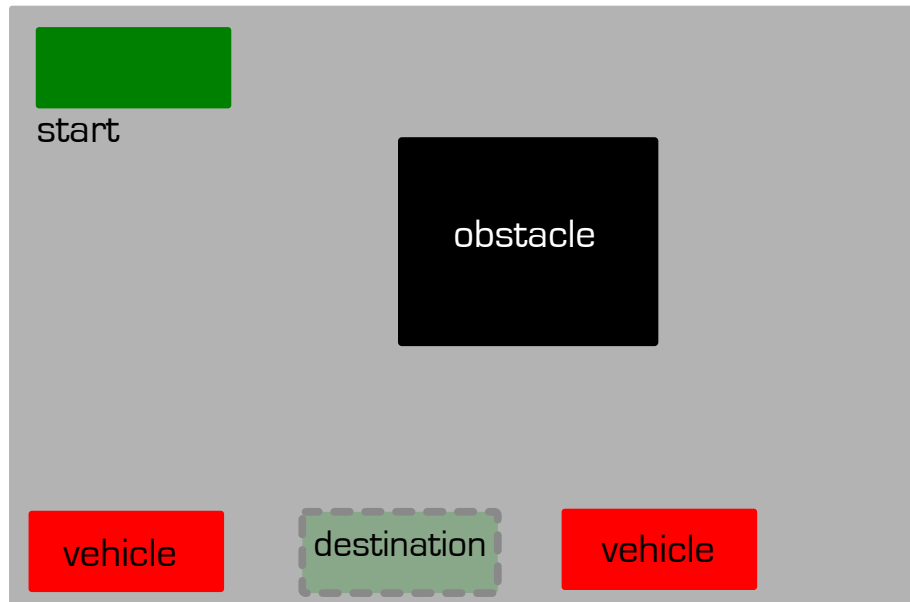 start
obstacle
vehicle
destination
vehicle